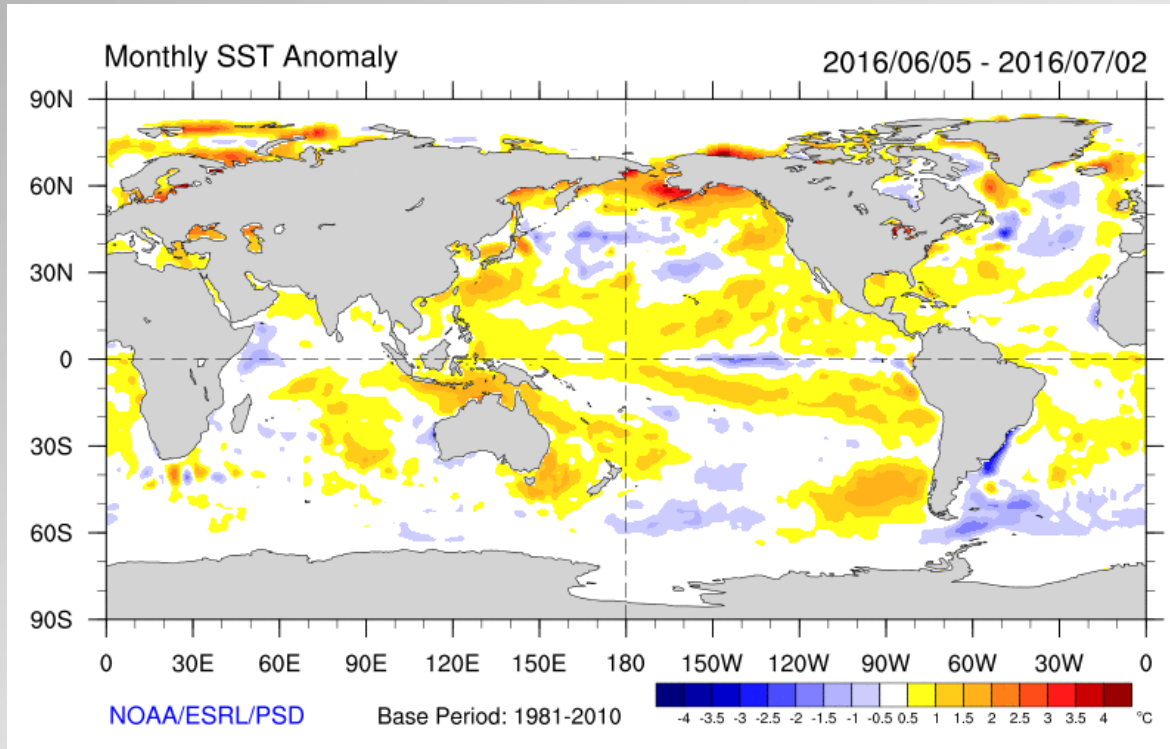 Monthly SST Anomaly 2016/06/05 - 2016/07/02
90N
60N
30N
0
30S
60S
90S
0 30E 60E 90E 120E 150E 180 150W 120W 90W 60W 30W 0
NOAA/ESRL/PSD Base Period: 1981-2010
-4 -3.5 -3 -2.5 -2 -1.5 -1 -0.5 0.5 1 1.5 2 2.5 3 3.5 4 °C